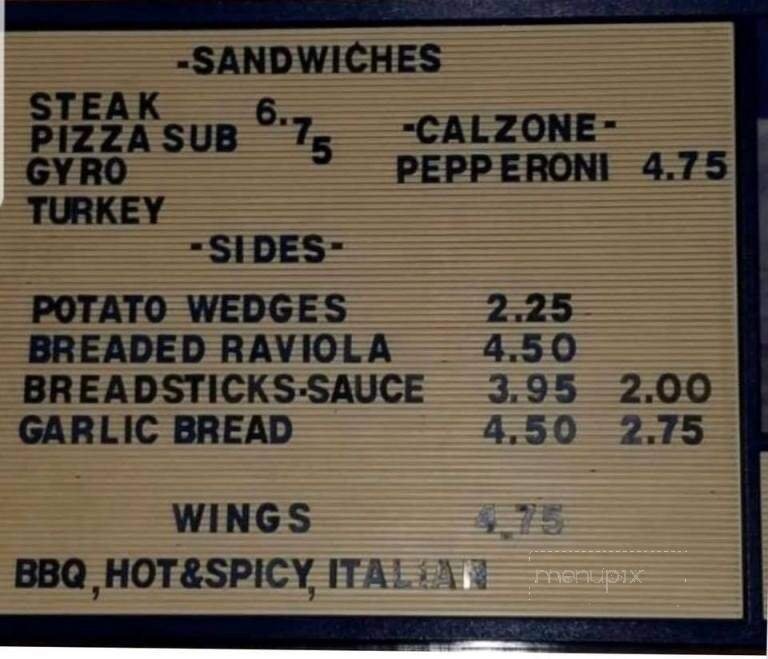 -SANDWICHES
STEAK
PIZZA SUB 6.75
GYRO
TURKEY
-CALZONE-
PEPPERONI 4.75
-SIDES-
POTATO WEDGES 2.25
BREADED RAVIOLA 4.50
BREADSTICKS-SAUCE 3.95 2.00
GARLIC BREAD 4.50 2.75
WINGS 4.75
BBQ, HOT&SPICY, ITALIAN
menupix